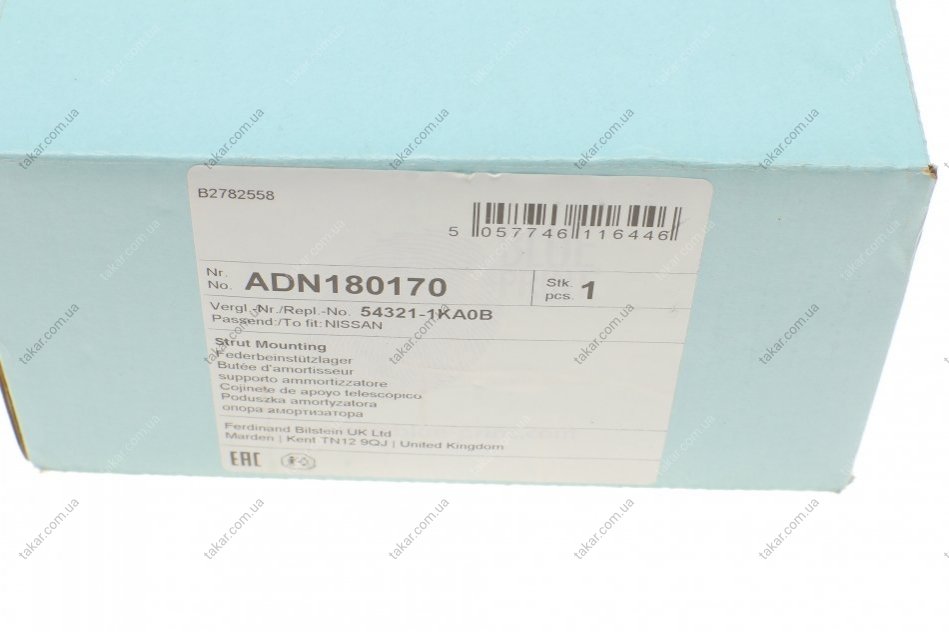 B2782558
5 057746 116446
Nr.
No. ADN180170
Stk.
pcs. 1
Vergl.-Nr./Repl.-No. 54321-1KA0B
Passend:/To fit:NISSAN
Strut Mounting
Federbeinstützlager
Butée d'amortisseur
supporto ammortizzatore
Cojinete de apoyo telescopico
Poduszka amortyzatora
опора амортизатора
Ferdinand Bilstein UK Ltd
Marden | Kent TN12 9QJ | United Kingdom
EAC
takar.com.ua